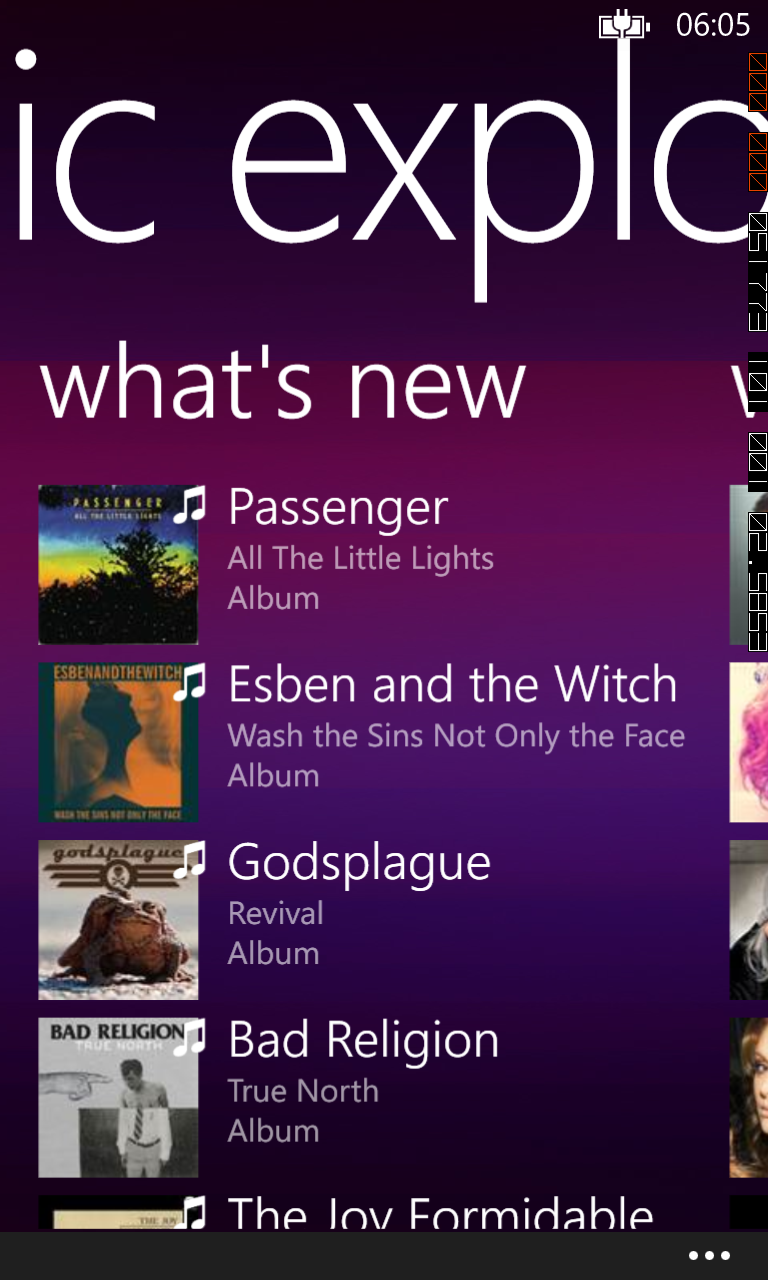 06:05
ic explo
what's new
PASSENGER
ALL THE LITTLE LIGHTS
Passenger
All The Little Lights
Album
ESBENANDTHEWITCH
WASH THE SINS NOT ONLY THE FACE
Esben and the Witch
Wash the Sins Not Only the Face
Album
godsplague
Godsplague
Revival
Album
BAD RELIGION
TRUE NORTH
Bad Religion
True North
Album
THE JOY
The Joy Formidable